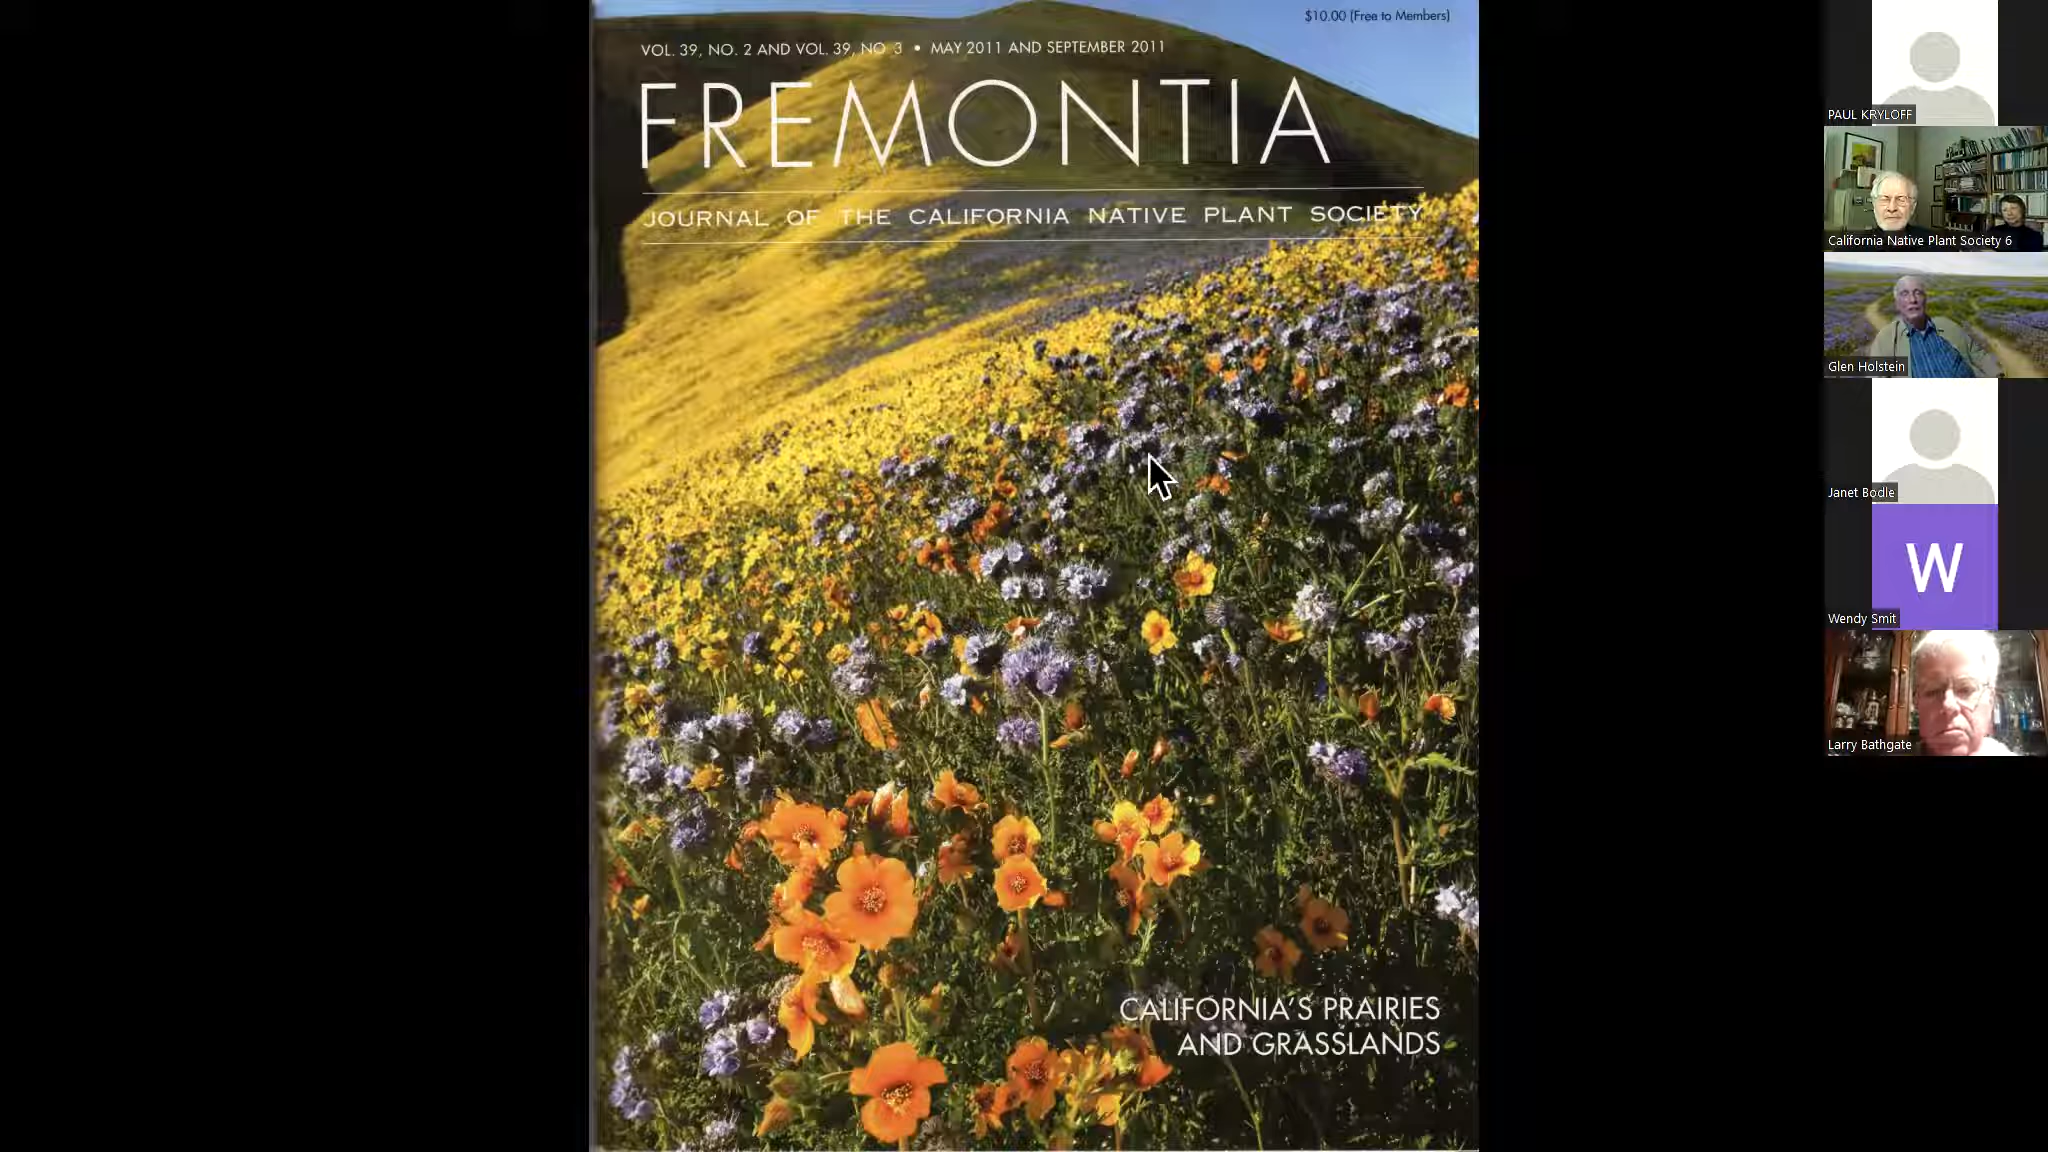 $10.00 (Free to Members)
VOL. 39, NO. 2 AND VOL. 39, NO. 3 • MAY 2011 AND SEPTEMBER 2011
FREMONTIA
JOURNAL OF THE CALIFORNIA NATIVE PLANT SOCIETY
CALIFORNIA'S PRAIRIES
AND GRASSLANDS
PAUL KRYLOFF
California Native Plant Society 6
Glen Holstein
Janet Bodle
W
Wendy Smit
Larry Bathgate